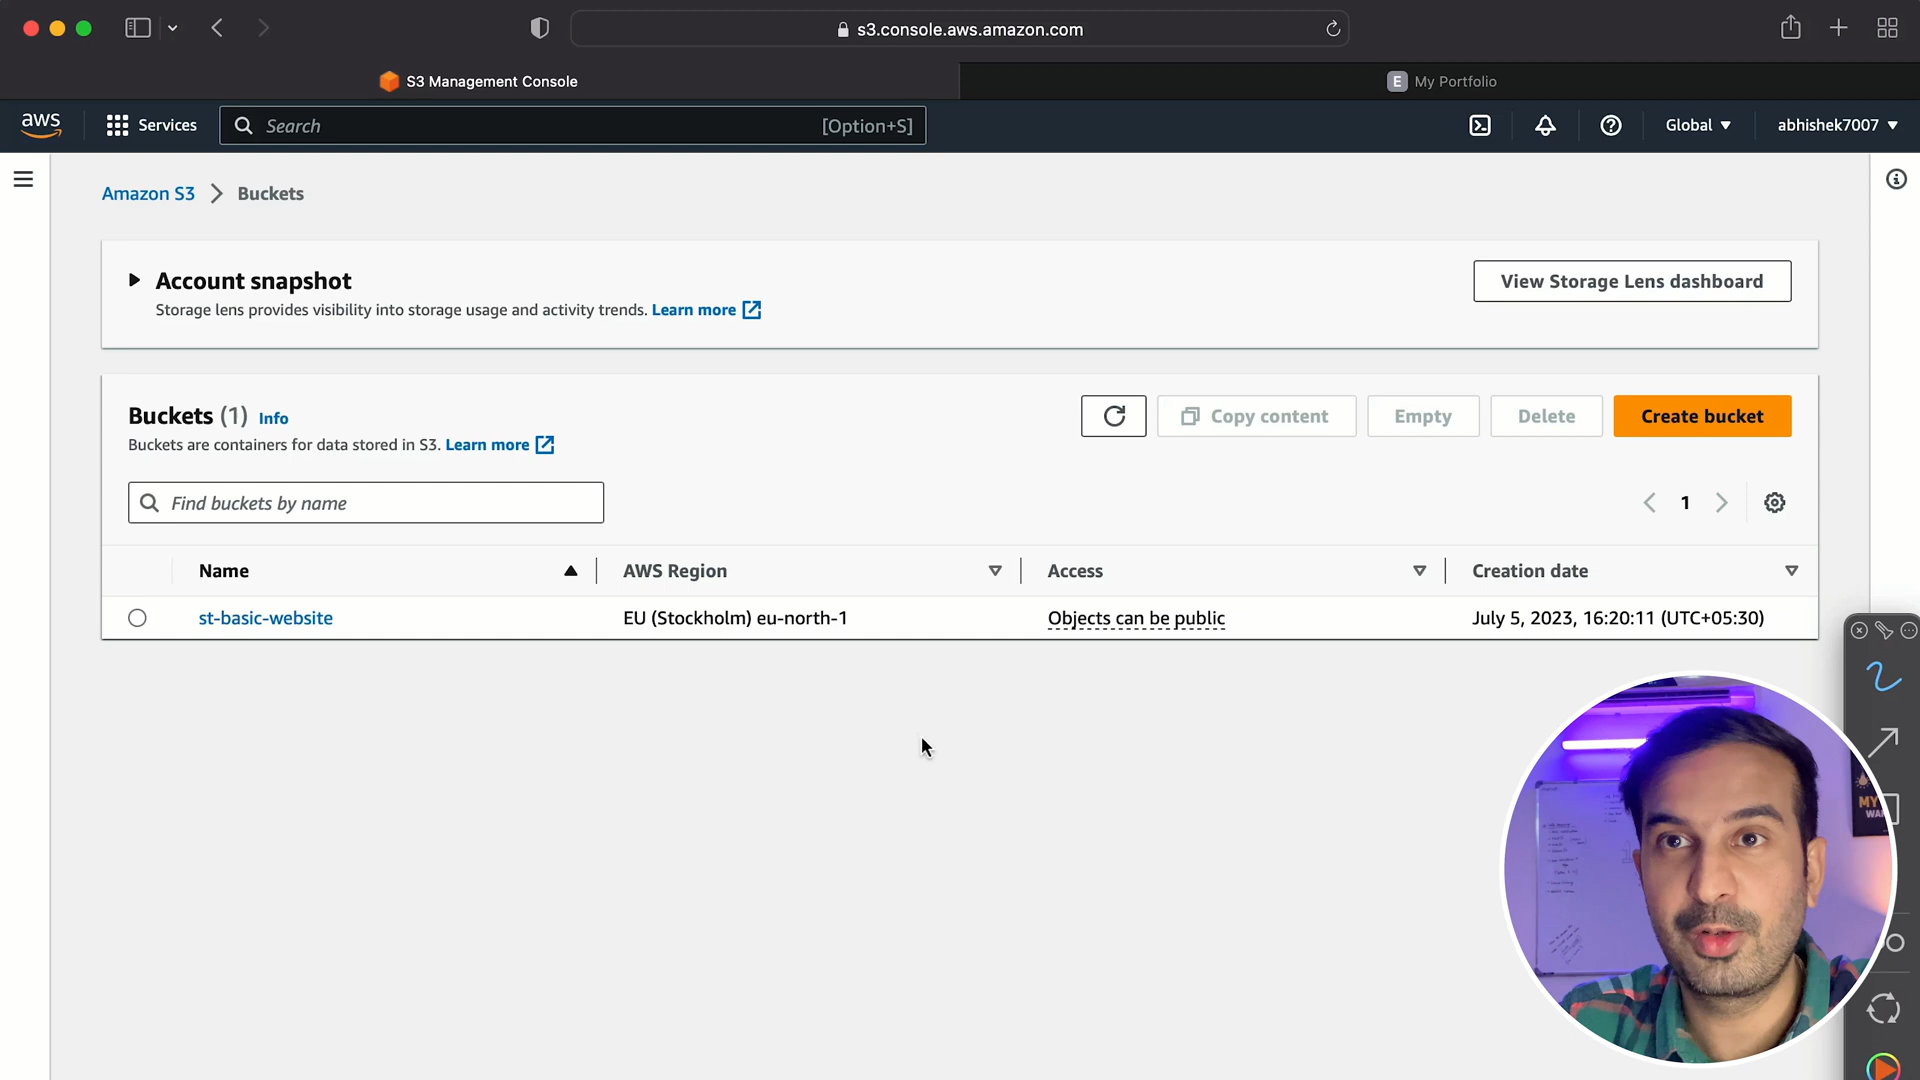 s3.console.aws.amazon.com
S3 Management Console
E My Portfolio
aws
Services
Search [Option+S]
Global
abhishek7007
Amazon S3 > Buckets
Account snapshot
Storage lens provides visibility into storage usage and activity trends. Learn more
View Storage Lens dashboard
Buckets (1) Info
Buckets are containers for data stored in S3. Learn more
Copy content
Empty
Delete
Create bucket
Find buckets by name
1
Name AWS Region Access Creation date
st-basic-website EU (Stockholm) eu-north-1 Objects can be public July 5, 2023, 16:20:11 (UTC+05:30)
MY